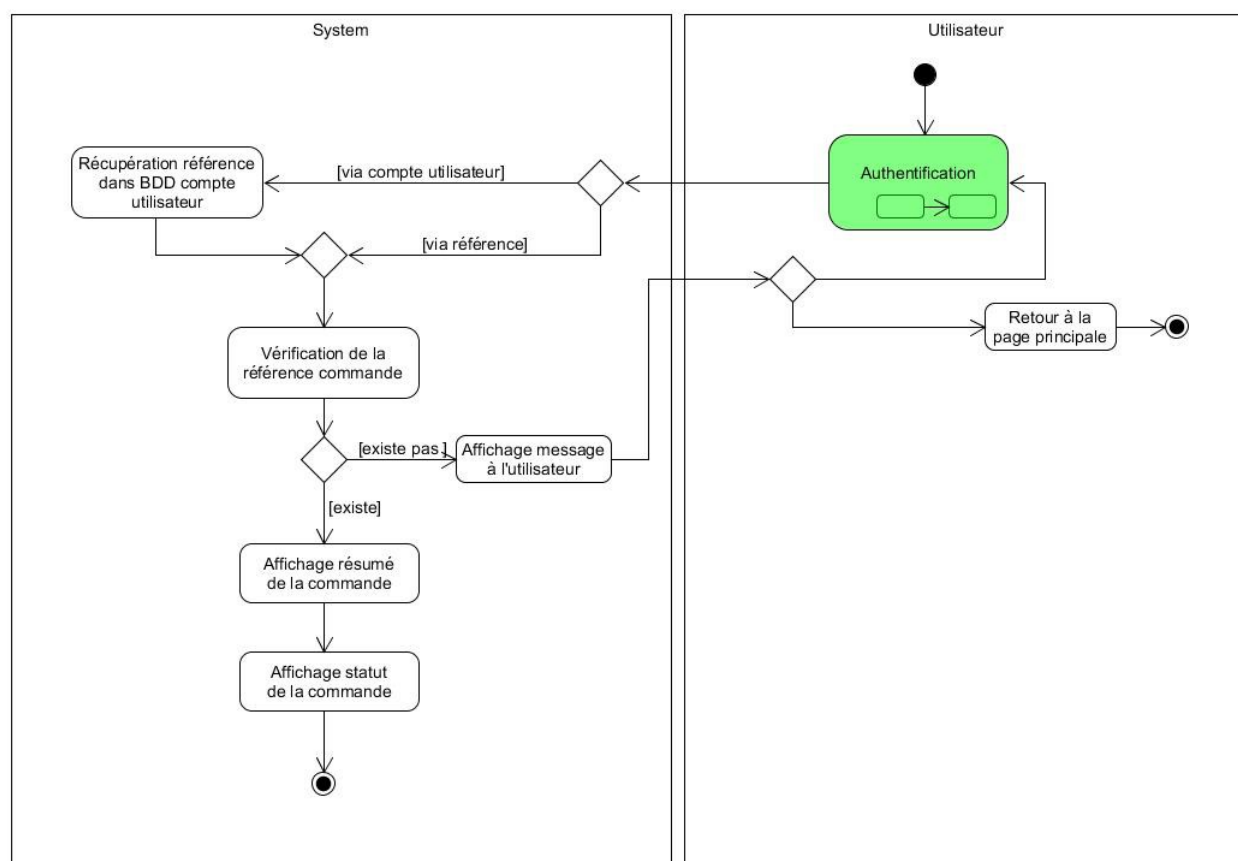 System
Utilisateur
Récupération référence
dans BDD compte
utilisateur
[via compte utilisateur]
Authentification
[via référence]
Retour à la
page principale
Vérification de la
référence commande
[existe pas ]
Affichage message
à l'utilisateur
[existe]
Affichage résumé
de la commande
Affichage statut
de la commande